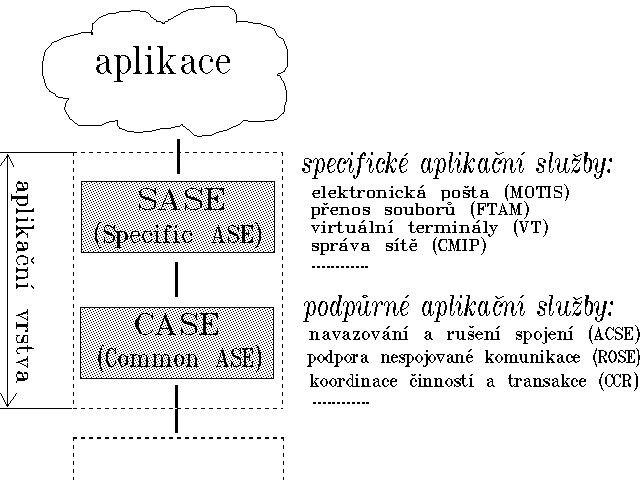 aplikace
aplikační vrstva
SASE
(Specific ASE)
specifické aplikační služby:
elektronická pošta (MOTIS)
přenos souborů (FTAM)
virtuální terminály (VT)
správa sítě (CMIP)
............
CASE
(Common ASE)
podpůrné aplikační služby:
navazování a rušení spojení (ACSE)
podpora nespojované komunikace (ROSE)
koordinace činností a transakce (CCR)
............